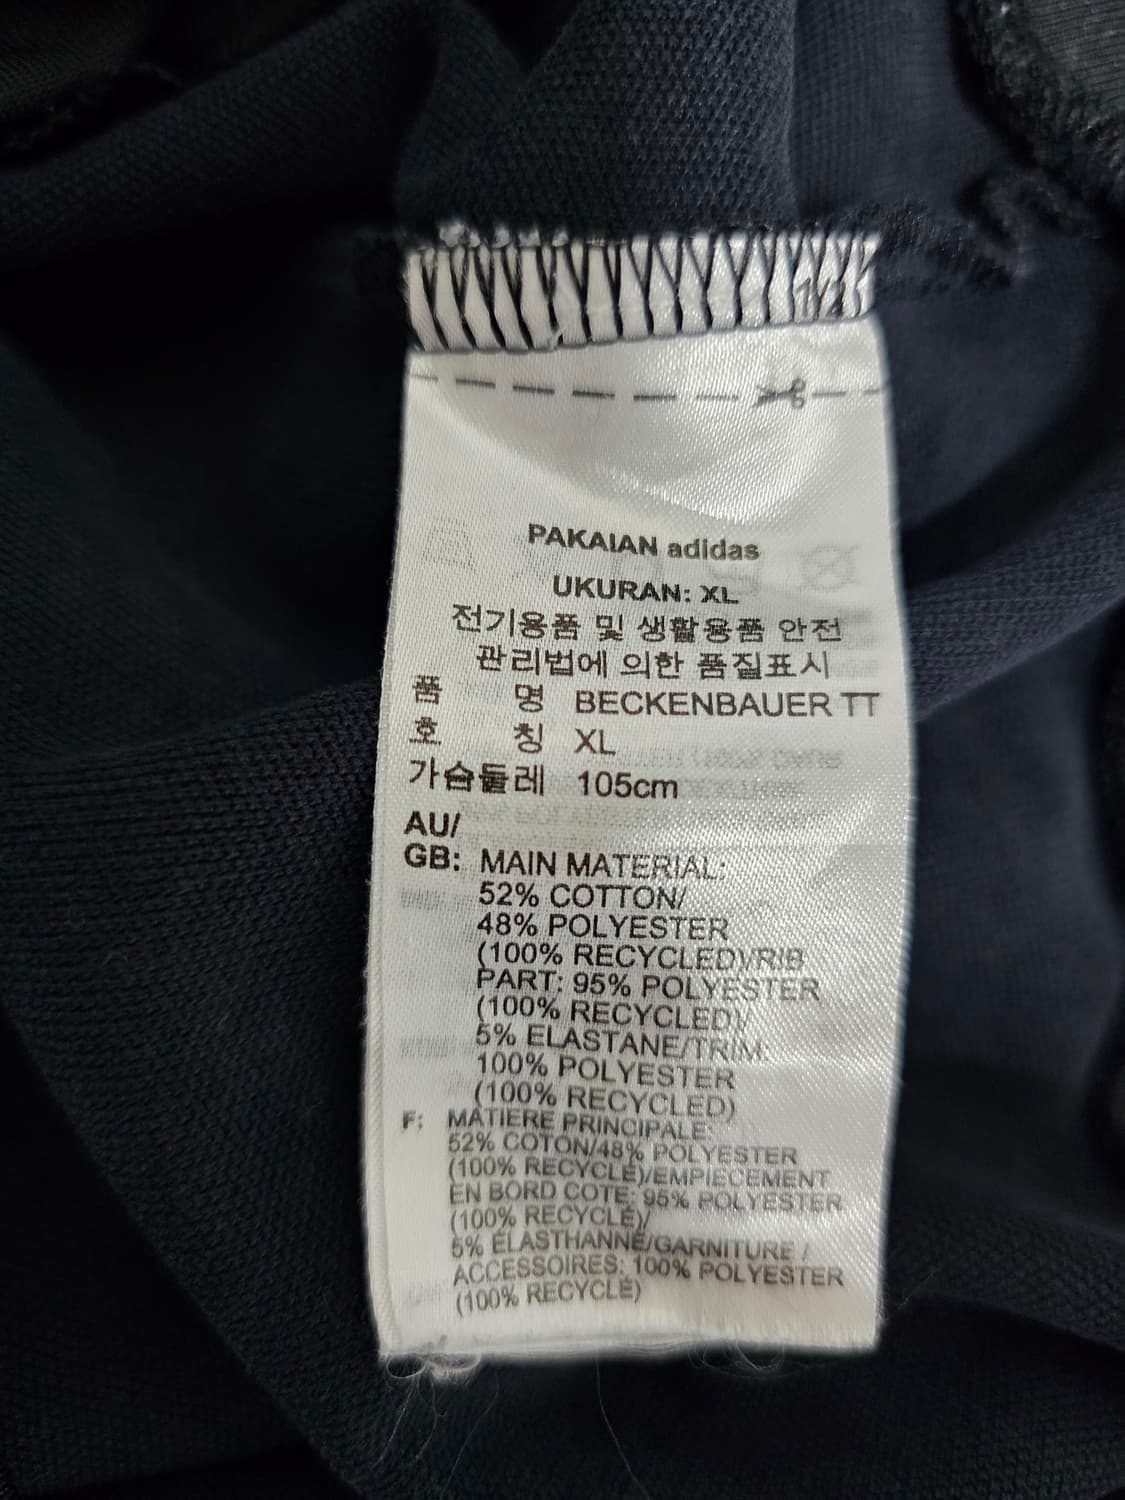 1/2
PAKAIAN adidas
UKURAN: XL
전기용품 및 생활용품 안전
관리법에 의한 품질표시
품 명 BECKENBAUER TT
호 칭 XL
가슴둘레 105cm
AU/
GB: MAIN MATERIAL:
52% COTTON/
48% POLYESTER
(100% RECYCLED)/RIB
PART: 95% POLYESTER
(100% RECYCLED)/
5% ELASTANE/TRIM:
100% POLYESTER
(100% RECYCLED)
F: MATIERE PRINCIPALE:
52% COTON/48% POLYESTER
(100% RECYCLÉ)/EMPIECEMENT
EN BORD COTE: 95% POLYESTER
(100% RECYCLÉ)/
5% ÉLASTHANNE/GARNITURE /
ACCESSOIRES: 100% POLYESTER
(100% RECYCLÉ)